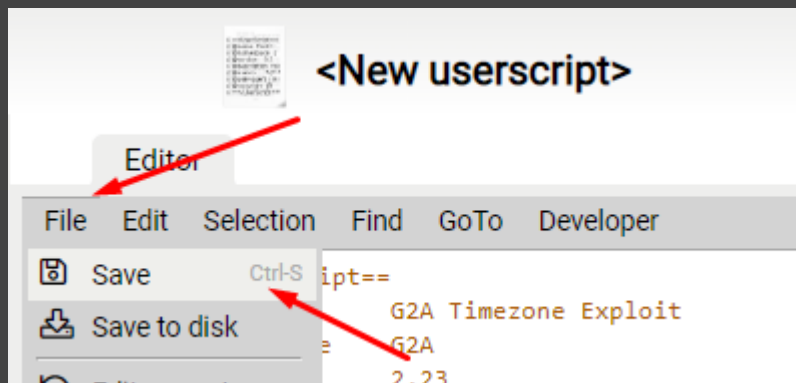 <New userscript>
Editor
File Edit Selection Find GoTo Developer
Save Ctrl-S
ipt==
G2A Timezone Exploit
Save to disk
e G2A
2.23